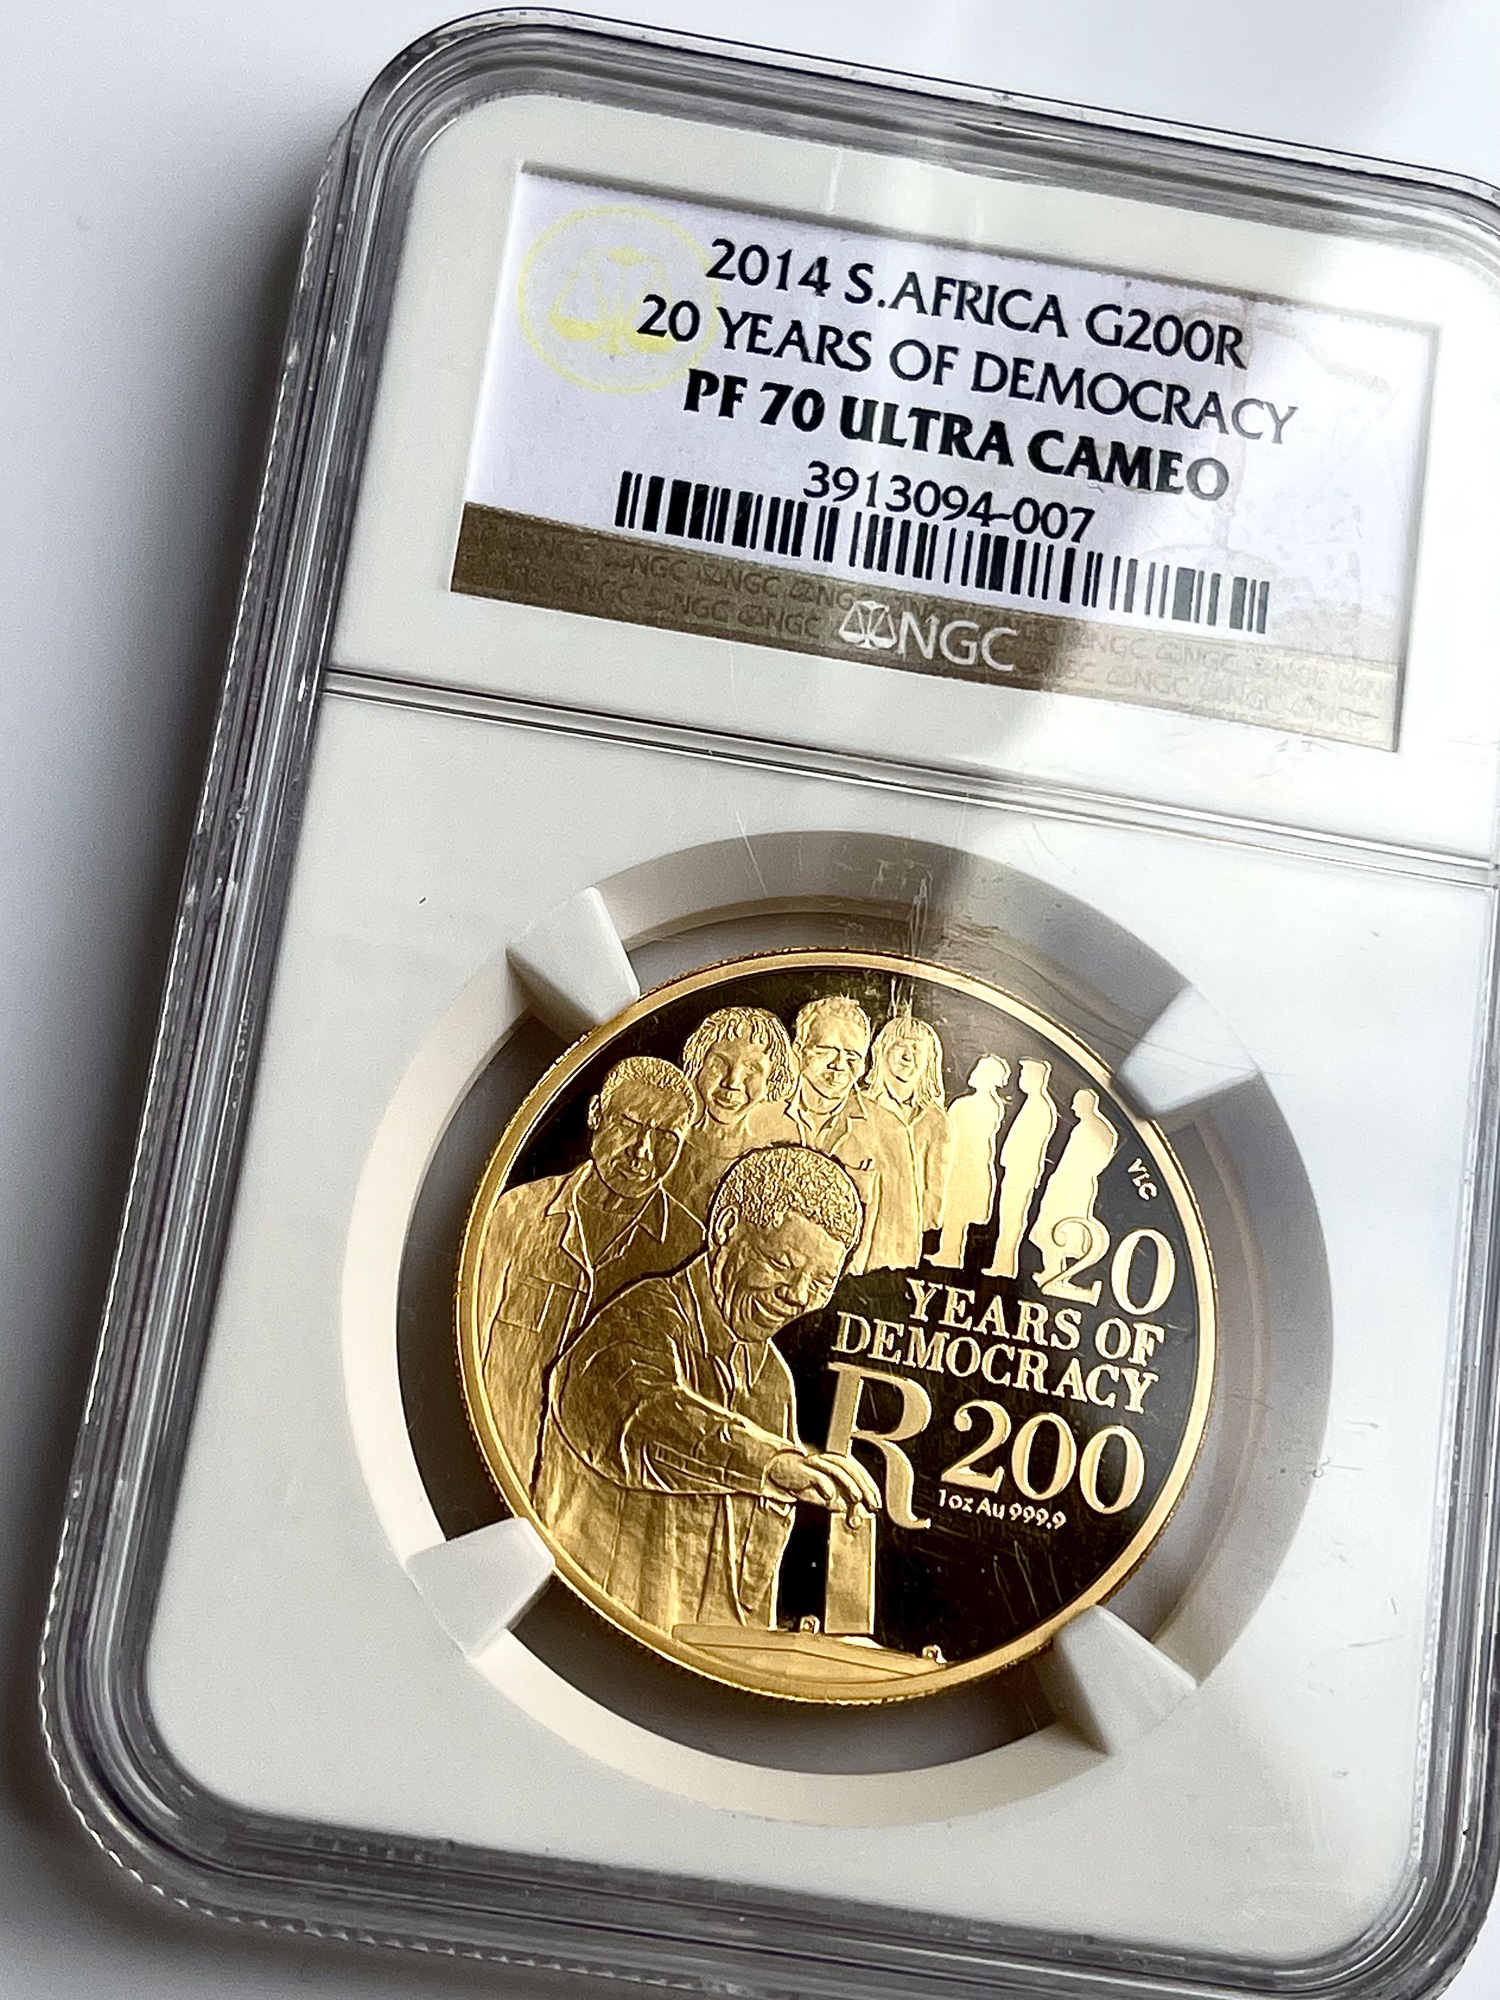 2014 S.AFRICA G200R
20 YEARS OF DEMOCRACY
PF 70 ULTRA CAMEO
3913094-007
NGC
VLC
20
YEARS OF
DEMOCRACY
R200
1oz Au 999.9